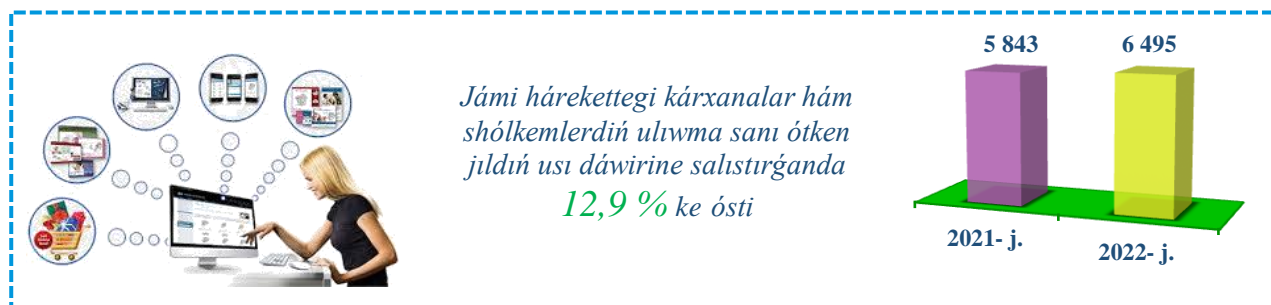 Jámi hárekettegi kárxanalar hám
shólkemlerdiń ulıwma sanı ótken
jıldıń usı dáwirine salıstırǵanda
12,9 % ke ósti
5 843
6 495
2021- j.
2022- j.